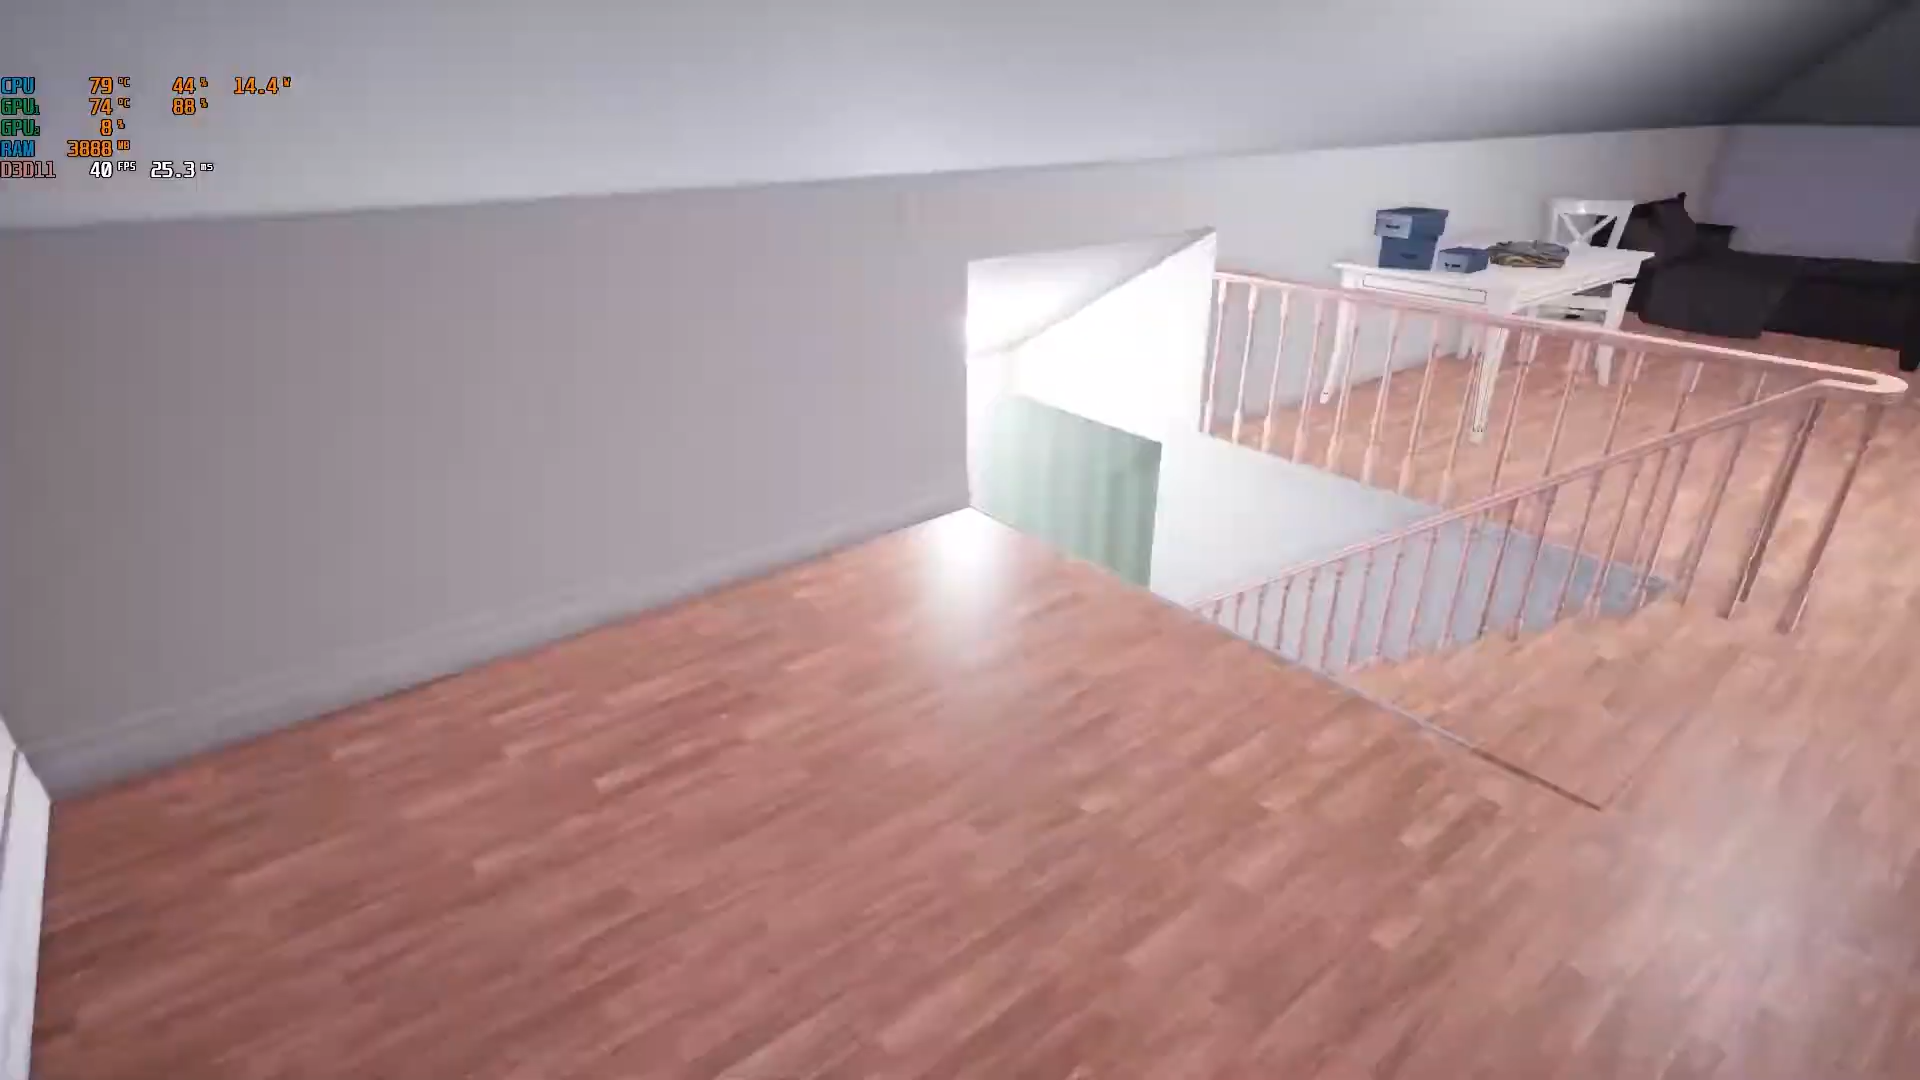 CPU 79 °C 44 % 14.4 W
GPU1 74 °C 88 %
GPU2 8 %
RAM 3888 MB
D3D11 40 FPS 25.3 ms